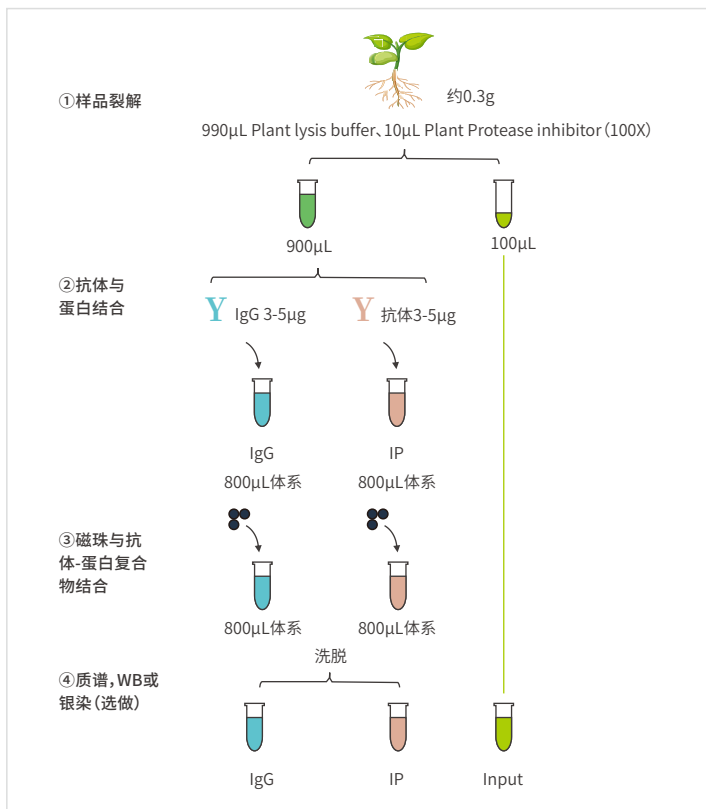 ①样品裂解
约0.3g
990μL Plant lysis buffer、10μL Plant Protease inhibitor(100X)
900μL
100μL
②抗体与
蛋白结合
Y IgG 3-5μg
Y 抗体3-5μg
IgG
IP
800μL体系
800μL体系
③磁珠与抗
体-蛋白复合
物结合
800μL体系
800μL体系
洗脱
④质谱,WB或
银染(选做)
IgG
IP
Input